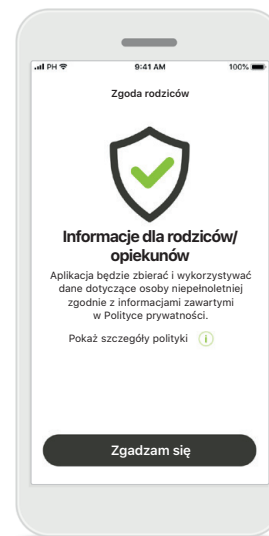 PH 9:41 AM 100%
Zgoda rodziców
Informacje dla rodziców/
opiekunów
Aplikacja będzie zbierać i wykorzystywać
dane dotyczące osoby niepełnoletniej
zgodnie z informacjami zawartymi
w Polityce prywatności.
Pokaż szczegóły polityki i
Zgadzam się